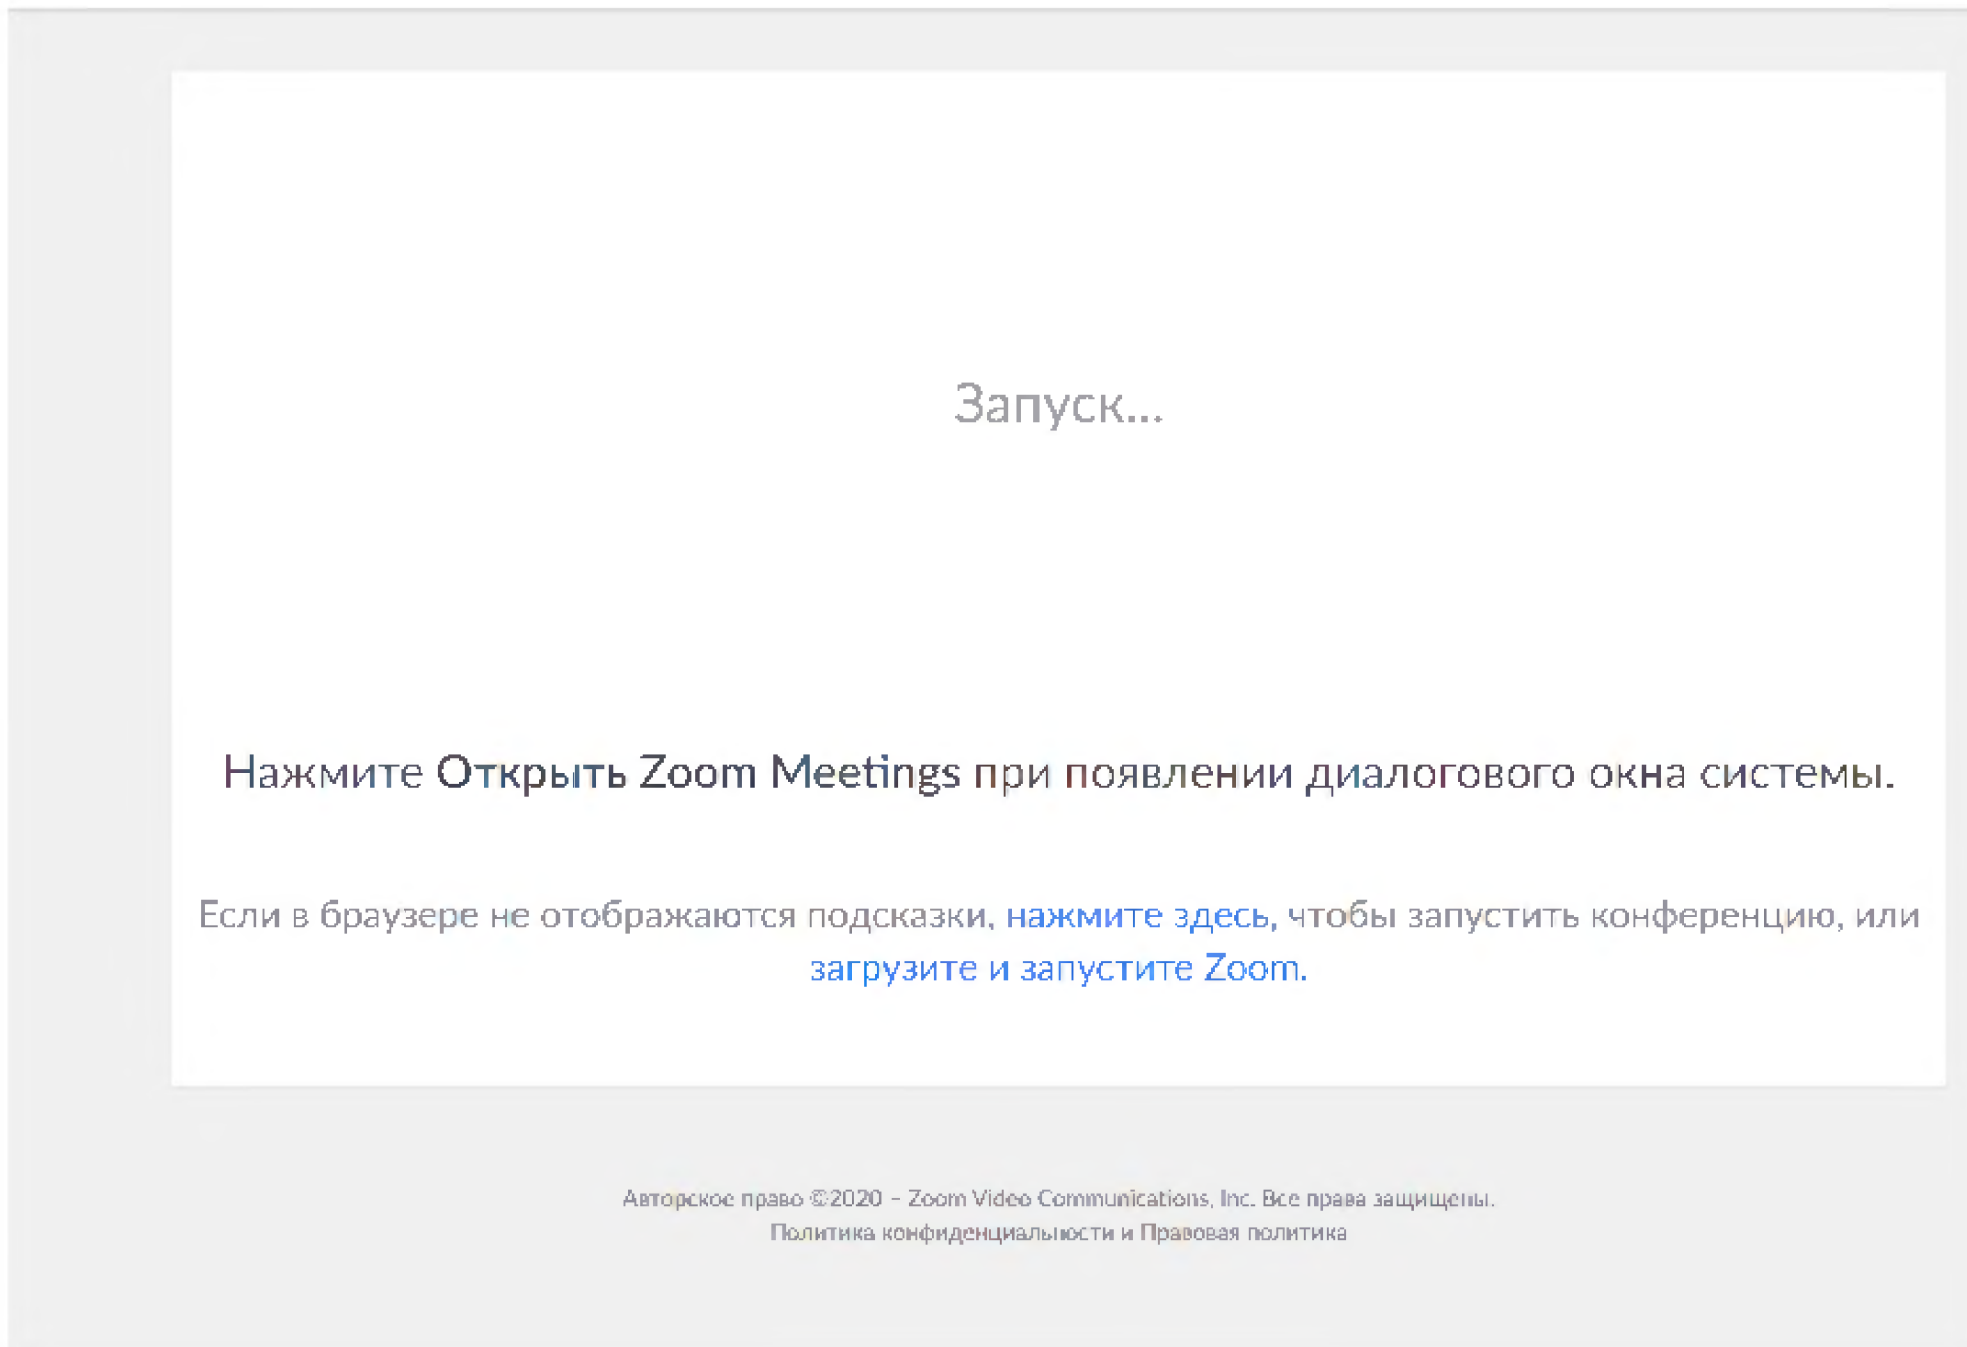 Запуск...
Нажмите Открыть Zoom Meetings при появлении диалогового окна системы.
Если в браузере не отображаются подсказки, нажмите здесь, чтобы запустить конференцию, или
загрузите и запустите Zoom.
Авторское право ©2020 – Zoom Video Communications, Inc. Все права защищены.
Политика конфиденциальности и Правовая политика